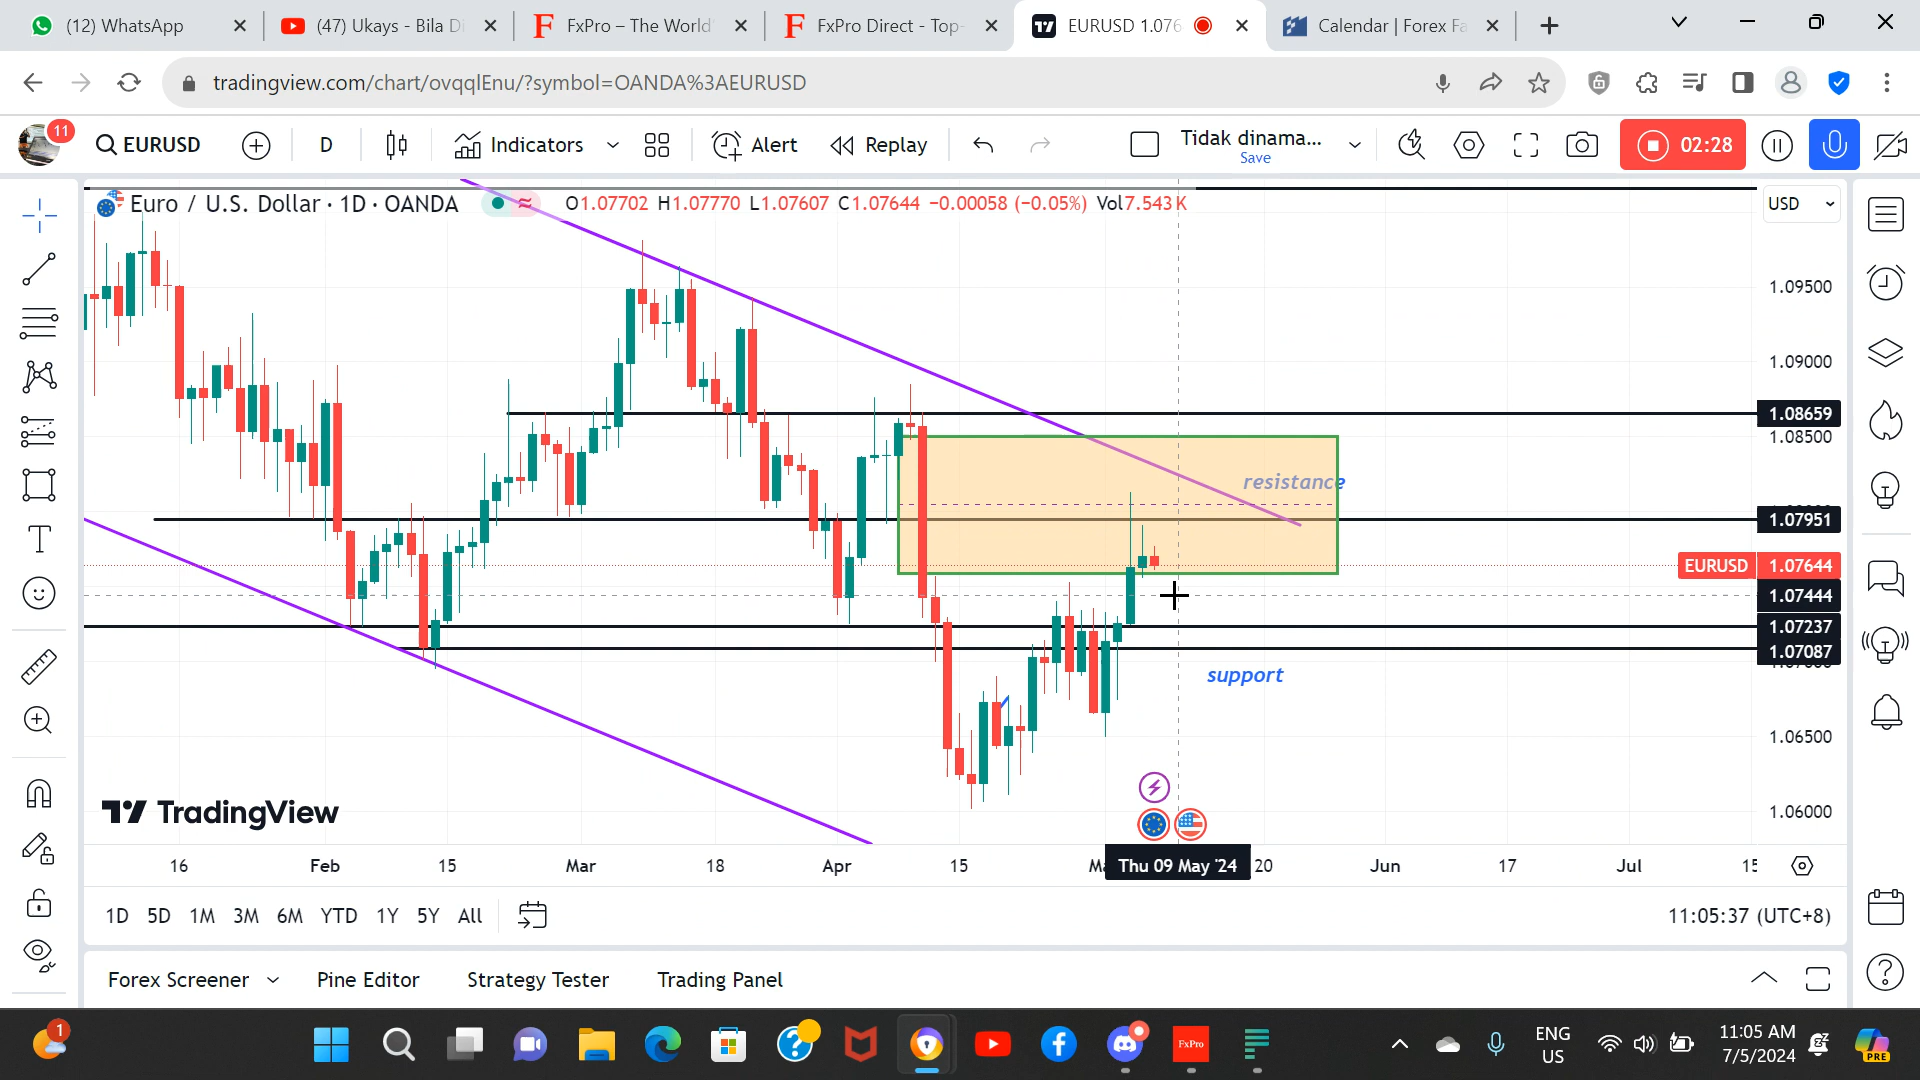 (12) WhatsApp
(47) Ukays - Bila Di
FxPro – The World'
FxPro Direct - Top-
EURUSD 1.076
Calendar | Forex Fa
tradingview.com/chart/ovqqlEnu/?symbol=OANDA%3AEURUSD
11
EURUSD
D
Indicators
Alert
Replay
Tidak dinama...
Save
02:28
Euro / U.S. Dollar · 1D · OANDA
O1.07702 H1.07770 L1.07607 C1.07644 −0.00058 (−0.05%) Vol7.543 K
USD
1.09500
1.09000
1.08659
1.08500
resistance
1.07951
EURUSD 1.07644
1.07444
1.07237
1.07087
support
1.06500
1.06000
TradingView
16 Feb 15 Mar 18 Apr 15 Thu 09 May '24 20 Jun 17 Jul 15
1D 5D 1M 3M 6M YTD 1Y 5Y All
11:05:37 (UTC+8)
Forex Screener Pine Editor Strategy Tester Trading Panel
1
FxPro
ENG
US
11:05 AM
7/5/2024
PRE